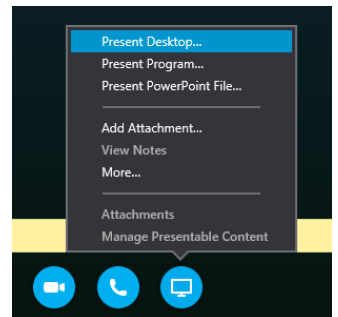 Present Desktop...
Present Program...
Present PowerPoint File...
Add Attachment...
View Notes
More...
Attachments
Manage Presentable Content